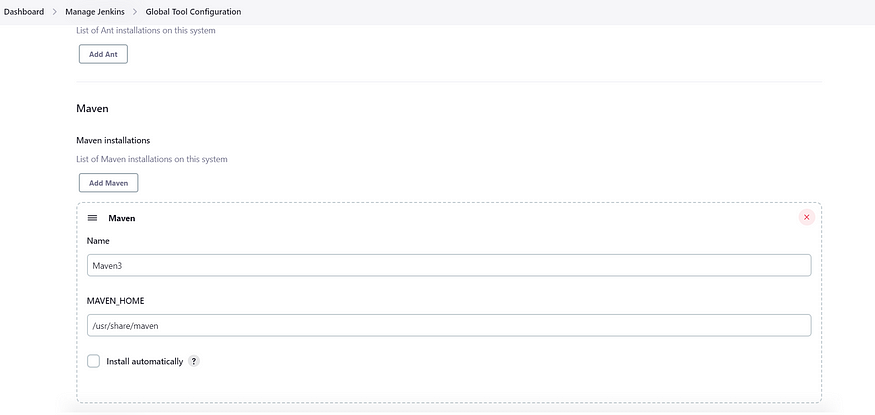 Dashboard > Manage Jenkins > Global Tool Configuration
List of Ant installations on this system
Add Ant
Maven
Maven installations
List of Maven installations on this system
Add Maven
Maven
Name
Maven3
MAVEN_HOME
/usr/share/maven
Install automatically ?